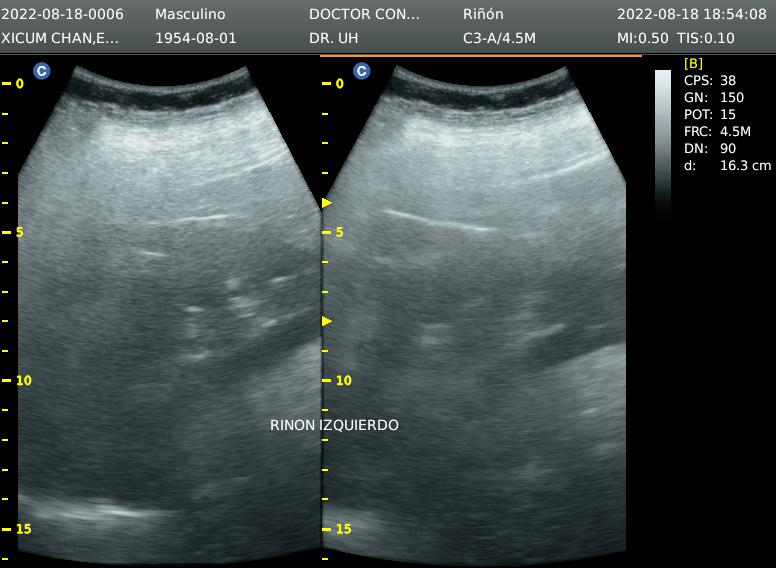 2022-08-18-0006 Masculino DOCTOR CON... Riñón 2022-08-18 18:54:08
XICUM CHAN,E... 1954-08-01 DR. UH C3-A/4.5M MI:0.50 TIS:0.10
C C [B]
0 0 CPS: 38
GN: 150
POT: 15
FRC: 4.5M
DN: 90
d: 16.3 cm
5 5
10 10
RINON IZQUIERDO
15 15